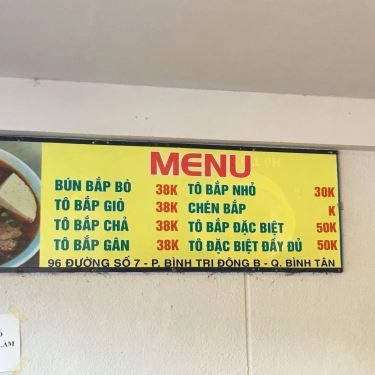 MENU
BÚN BẮP BÒ 38K
TÔ BẮP GIÒ 38K
TÔ BẮP CHẢ 38K
TÔ BẮP GÂN 38K
TÔ BẮP NHỎ 30K
CHÉN BẮP K
TÔ BẮP ĐẶC BIỆT 50K
TÔ ĐẶC BIỆT ĐẦY ĐỦ 50K
96 ĐƯỜNG SỐ 7 - P. BÌNH TRỊ ĐÔNG B - Q. BÌNH TÂN